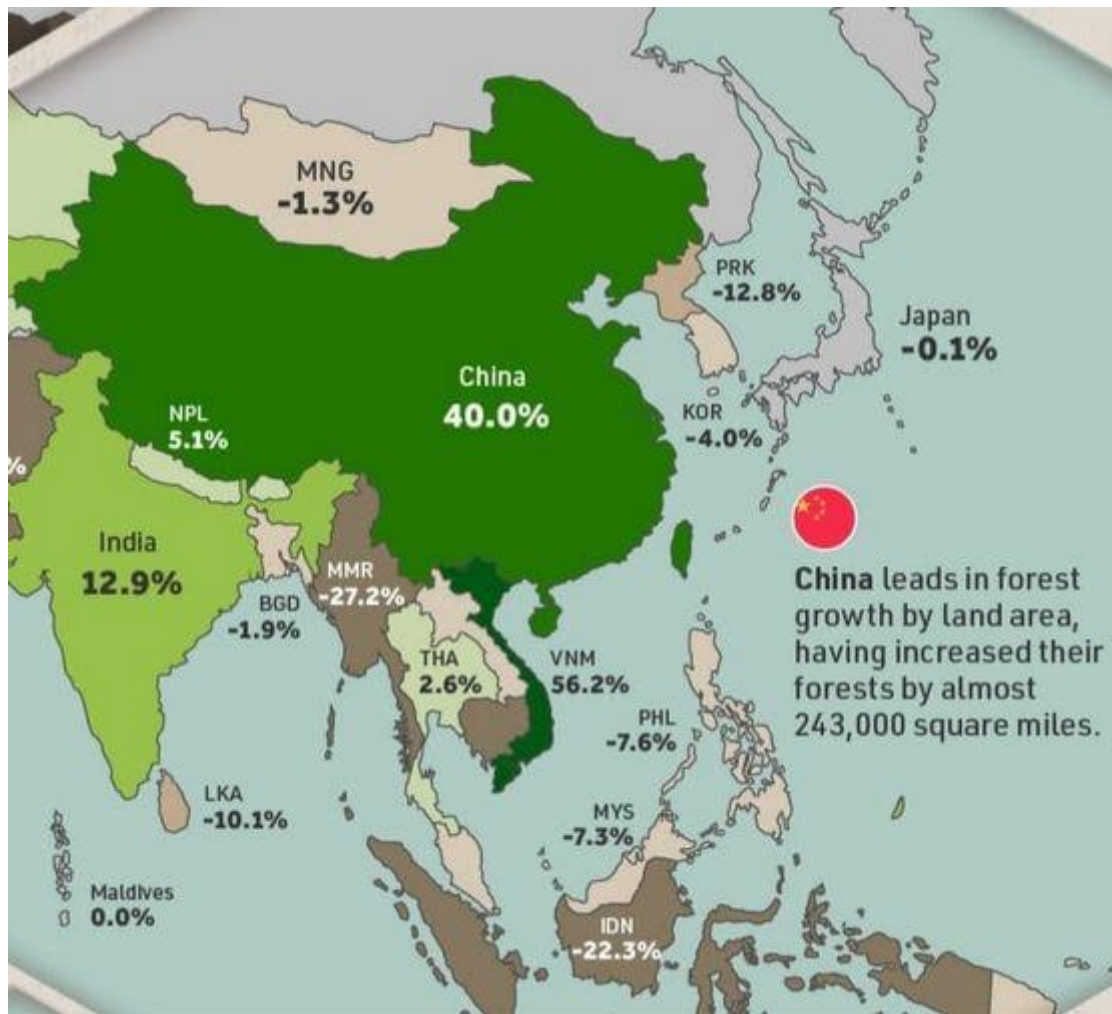 MNG
-1.3%
PRK
-12.8%
Japan
-0.1%
China
40.0%
KOR
-4.0%
NPL
5.1%
%
India
12.9%
MMR
-27.2%
BGD
-1.9%
THA
2.6%
VNM
56.2%
China leads in forest
growth by land area,
having increased their
forests by almost
243,000 square miles.
PHL
-7.6%
LKA
-10.1%
MYS
-7.3%
Maldives
0.0%
IDN
-22.3%